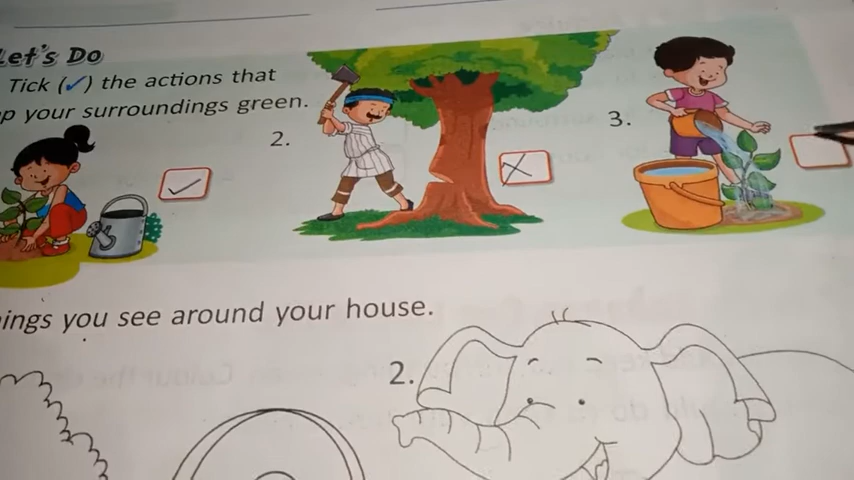 Let's Do
Tick (✓) the actions that
p your surroundings green.
2.
3.
ings you see around your house.
2.